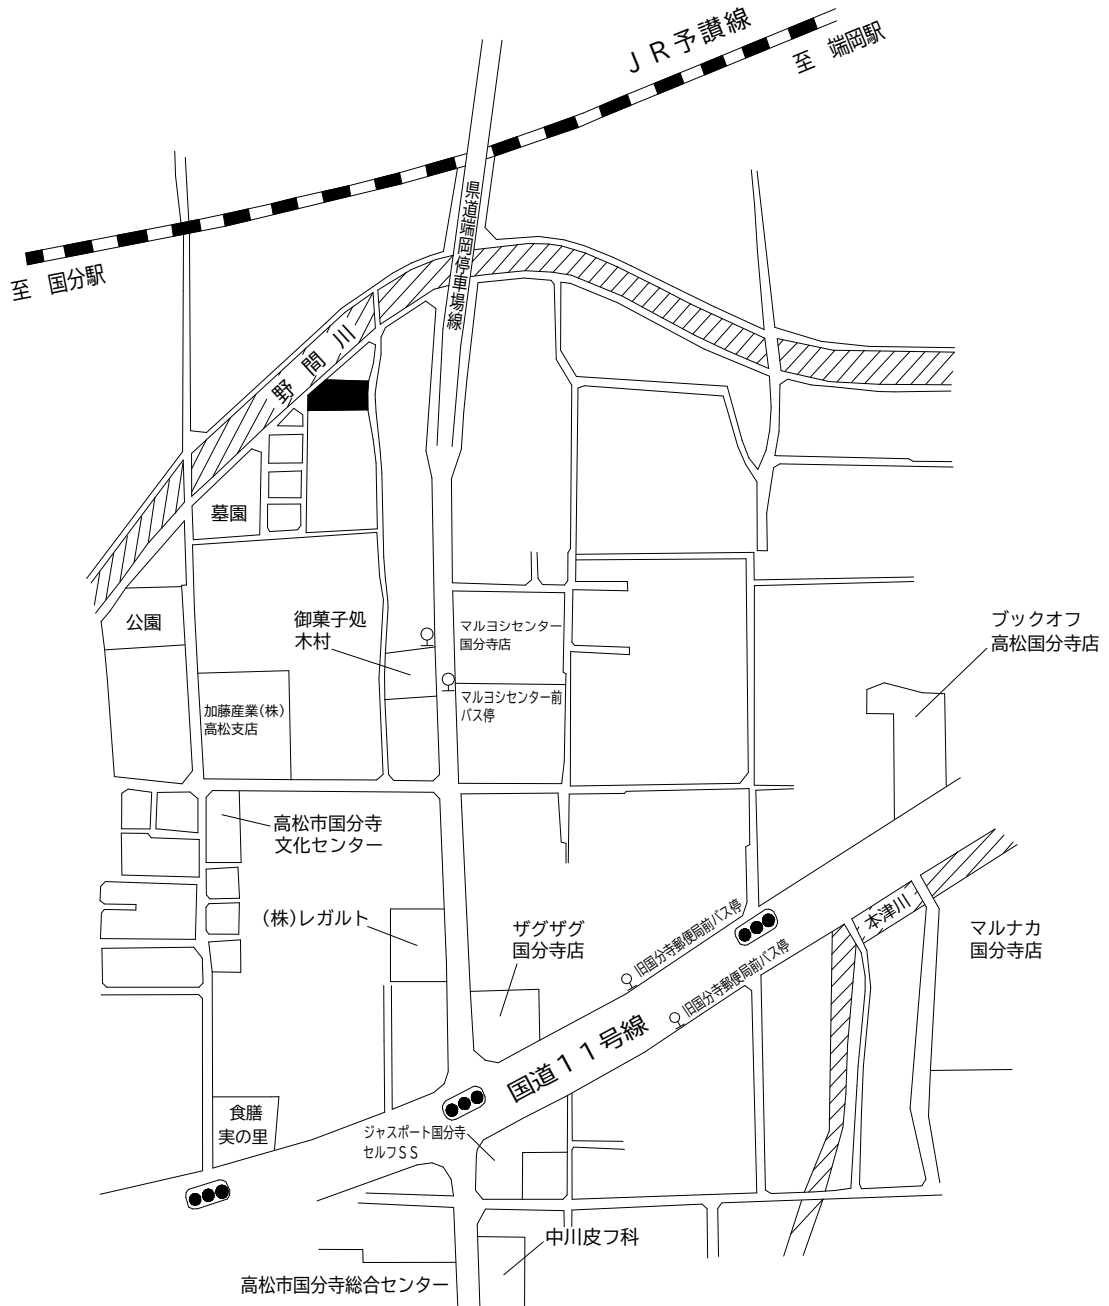 ＪＲ予讃線
至　端岡駅
県道端岡停車場線
至　国分駅
野間川
墓園
公園
御菓子処
木村
マルヨシセンター
国分寺店
ブックオフ
高松国分寺店
加藤産業(株)
高松支店
マルヨシセンター前
バス停
高松市国分寺
文化センター
(株)レガルト
ザグザグ
国分寺店
旧国分寺郵便局前バス停
本津川
マルナカ
国分寺店
旧国分寺郵便局前バス停
国道１１号線
食膳
実の里
ジャスポート国分寺
セルフＳＳ
中川皮フ科
高松市国分寺総合センター